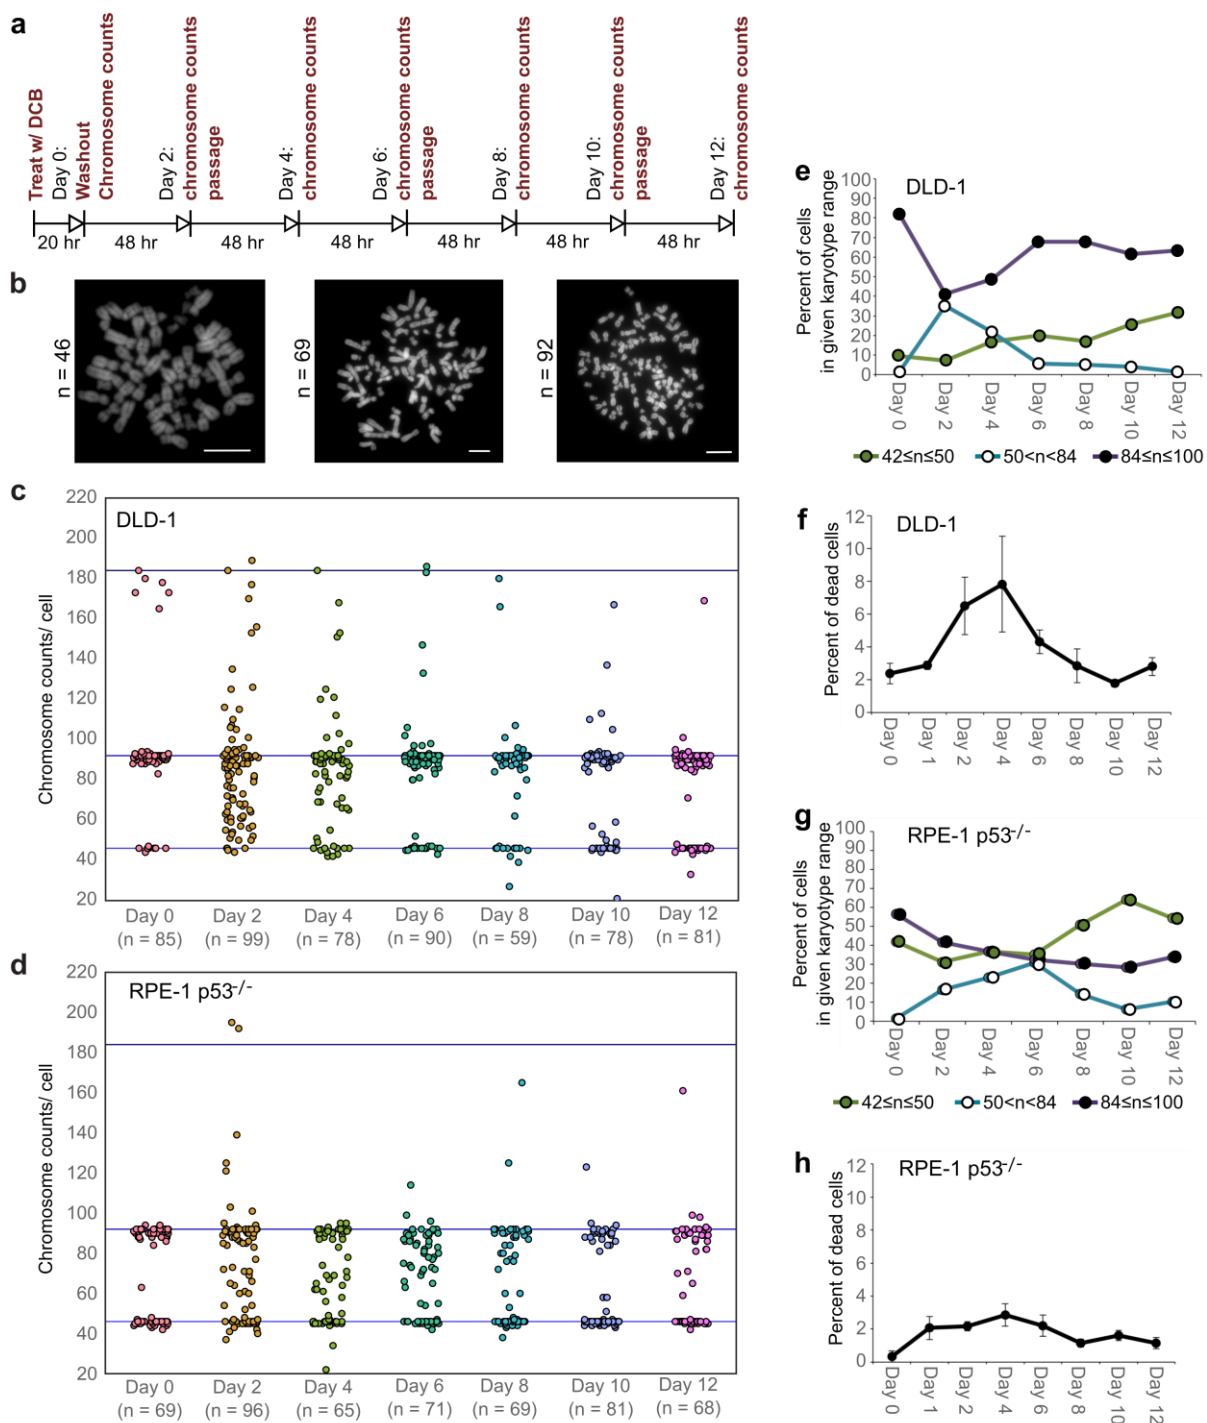 a
Treat w/ DCB
Day 0:
Washout
Chromosome counts
Day 2:
chromosome counts
passage
Day 4:
chromosome counts
Day 6:
chromosome counts
passage
Day 8:
chromosome counts
Day 10:
chromosome counts
passage
Day 12:
chromosome counts
20 hr
48 hr
48 hr
48 hr
48 hr
48 hr
48 hr
b
n = 46
n = 69
n = 92
c
DLD-1
Chromosome counts/ cell
220
200
180
160
140
120
100
80
60
40
20
Day 0 Day 2 Day 4 Day 6 Day 8 Day 10 Day 12
(n = 85) (n = 99) (n = 78) (n = 90) (n = 59) (n = 78) (n = 81)
d
RPE-1 p53-/-
Chromosome counts/ cell
220
200
180
160
140
120
100
80
60
40
20
Day 0 Day 2 Day 4 Day 6 Day 8 Day 10 Day 12
(n = 69) (n = 96) (n = 65) (n = 71) (n = 69) (n = 81) (n = 68)
e
DLD-1
Percent of cells
in given karyotype range
100
90
80
70
60
50
40
30
20
10
0
Day 0
Day 2
Day 4
Day 6
Day 8
Day 10
Day 12
42≤n≤50 50<n<84 84≤n≤100
f
DLD-1
Percent of dead cells
12
10
8
6
4
2
0
Day 0
Day 1
Day 2
Day 4
Day 6
Day 8
Day 10
Day 12
g
RPE-1 p53-/-
Percent of cells
in given karyotype range
100
90
80
70
60
50
40
30
20
10
0
Day 0
Day 2
Day 4
Day 6
Day 8
Day 10
Day 12
42≤n≤50 50<n<84 84≤n≤100
h
RPE-1 p53-/-
Percent of dead cells
12
10
8
6
4
2
0
Day 0
Day 1
Day 2
Day 4
Day 6
Day 8
Day 10
Day 12